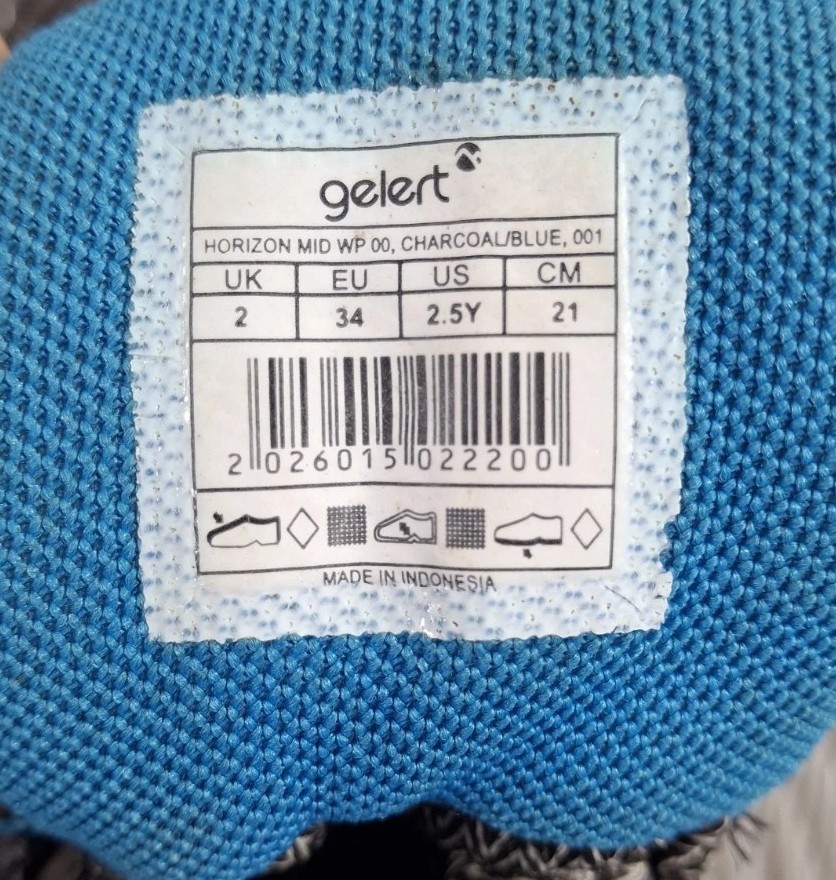 gelert
HORIZON MID WP 00, CHARCOAL/BLUE, 001
UK EU US CM
2 34 2.5Y 21
2 026015 022200
MADE IN INDONESIA